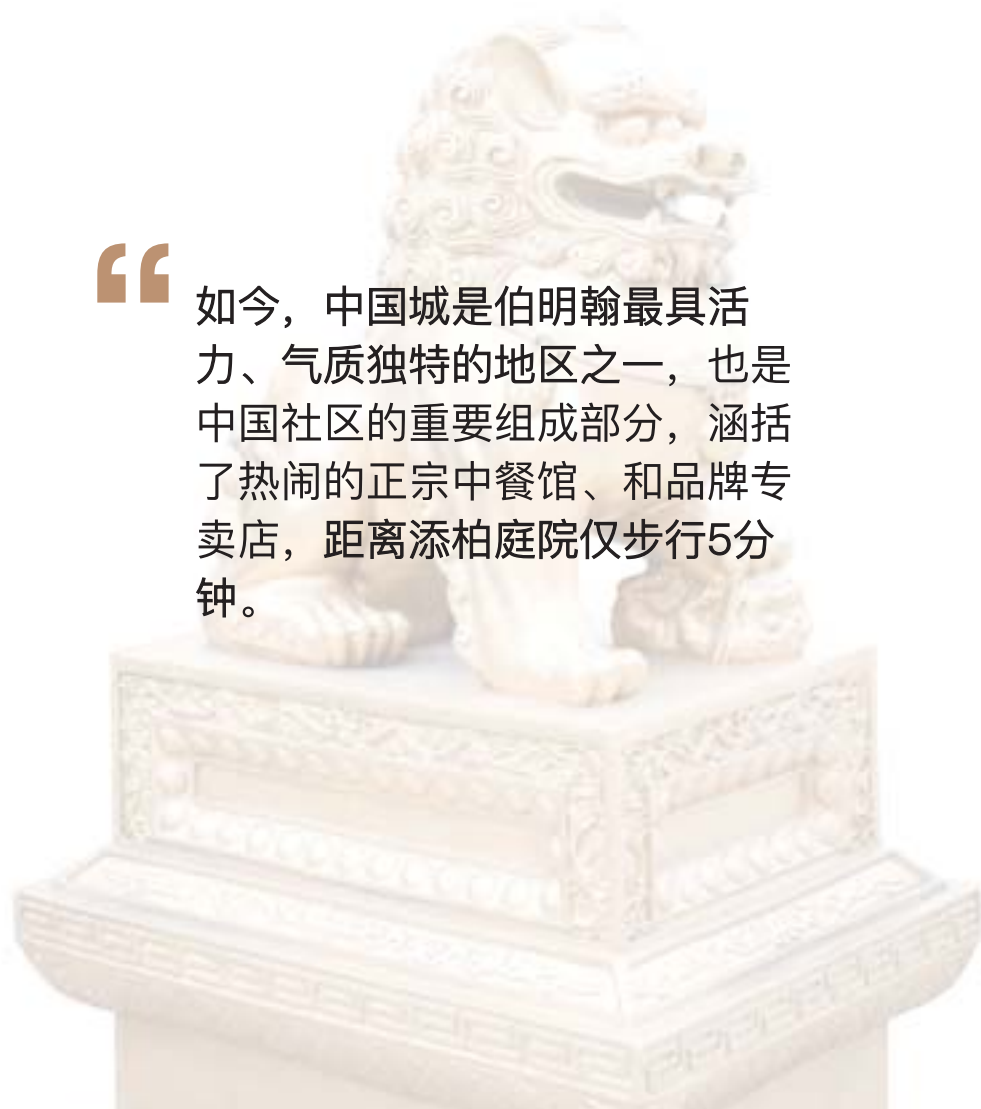 “
如今，中国城是伯明翰最具活
力、气质独特的地区之一，也是
中国社区的重要组成部分，涵括
了热闹的正宗中餐馆、和品牌专
卖店，距离添柏庭院仅步行5分
钟。